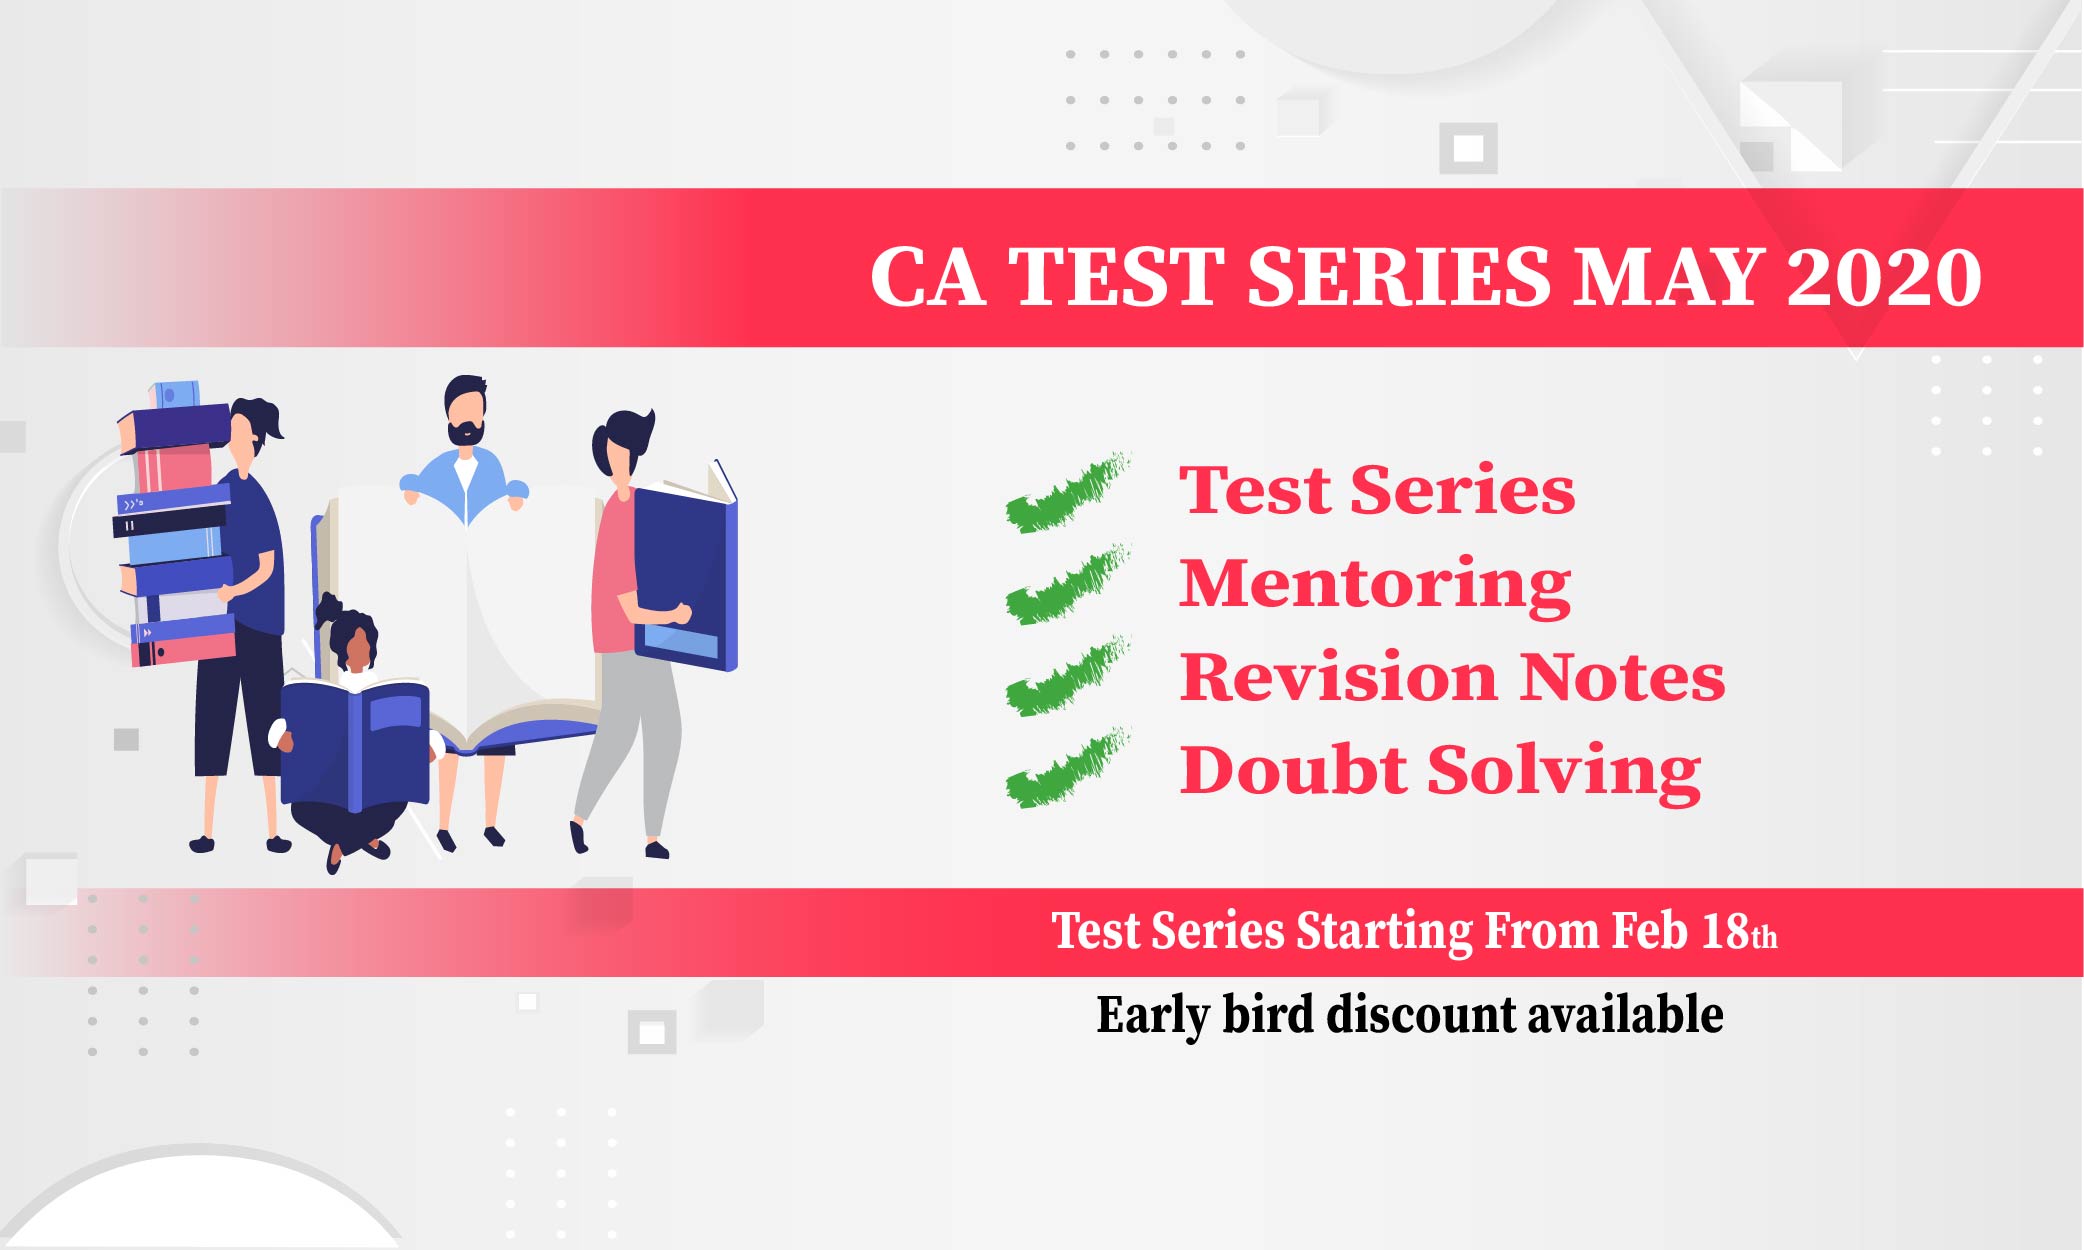 CA TEST SERIES MAY 2020
Test Series
Mentoring
Revision Notes
Doubt Solving
Test Series Starting From Feb 18th
Early bird discount available